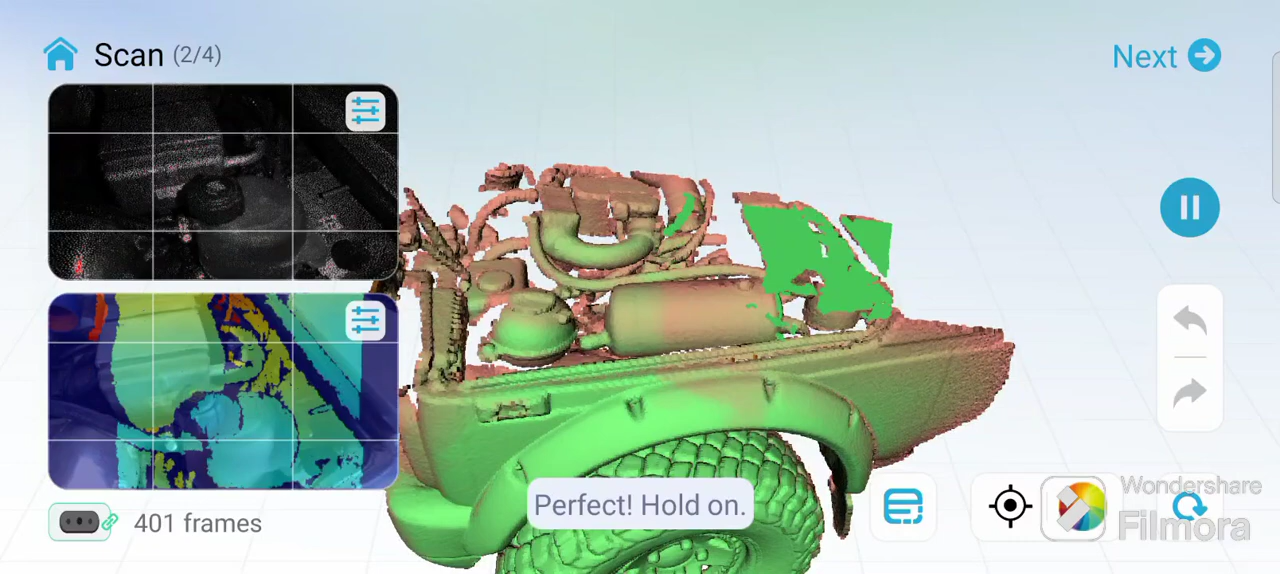 Scan (2/4)
Next
Perfect! Hold on.
401 frames
Wondershare
Filmora